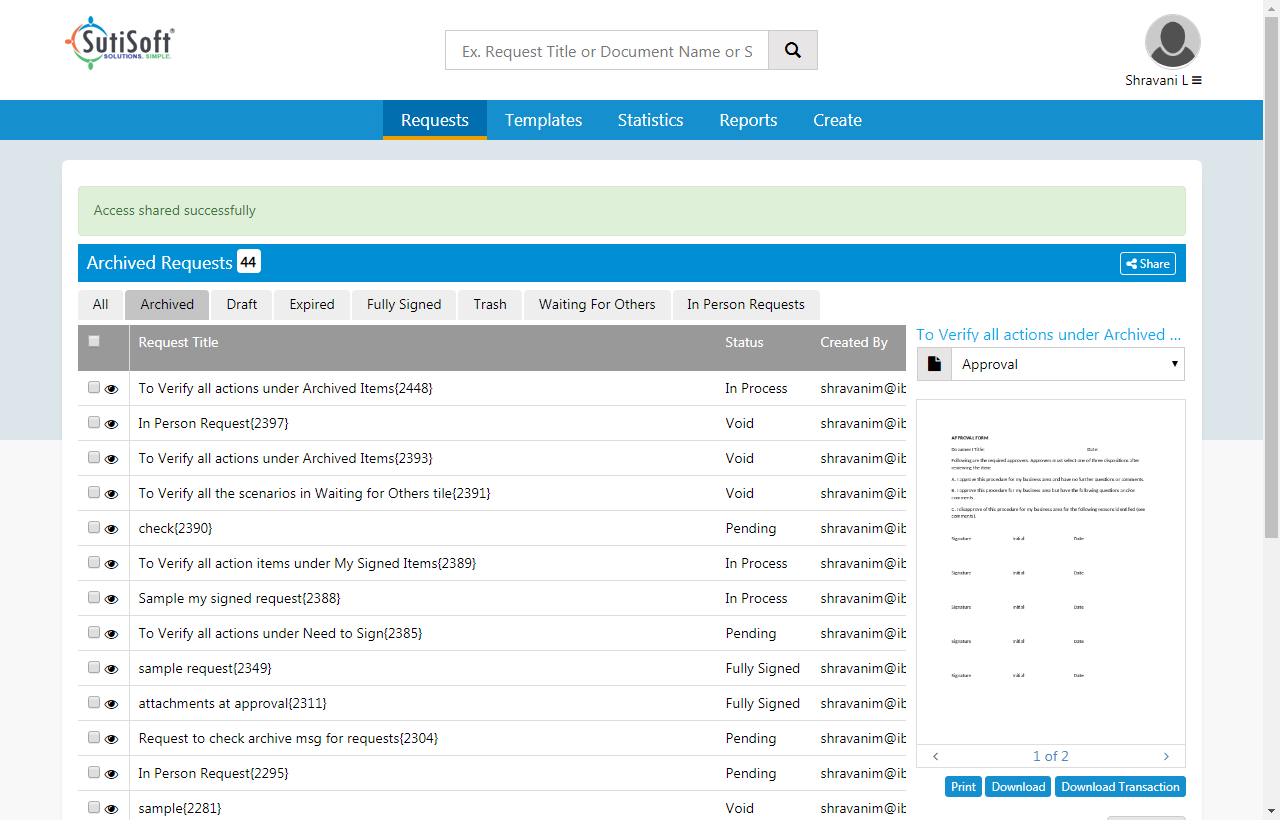 SutiSoft®
SOLUTIONS. SIMPLE.
Ex. Request Title or Document Name or S
Shravani L
Requests Templates Statistics Reports Create
Access shared successfully
Archived Requests 44 Share
All Archived Draft Expired Fully Signed Trash Waiting For Others In Person Requests
Request Title Status Created By
To Verify all actions under Archived Items{2448} In Process shravanim@ib
In Person Request{2397} Void shravanim@ib
To Verify all actions under Archived Items{2393} Void shravanim@ib
To Verify all the scenarios in Waiting for Others tile{2391} Void shravanim@ib
check{2390} Pending shravanim@ib
To Verify all action items under My Signed Items{2389} In Process shravanim@ib
Sample my signed request{2388} In Process shravanim@ib
To Verify all actions under Need to Sign{2385} Pending shravanim@ib
sample request{2349} Fully Signed shravanim@ib
attachments at approval{2311} Fully Signed shravanim@ib
Request to check archive msg for requests{2304} Pending shravanim@ib
In Person Request{2295} Pending shravanim@ib
sample{2281} Void shravanim@ib
To Verify all actions under Archived ...
Approval
APPROVAL FORM
Document Title: Date:
Following are the required approvers. Approvers must select one of three dispositions after
reviewing the item:
A. I approve this procedure for my business area and have no further questions or comments.
B. I approve this procedure for my business area but have the following questions and/or
comments.
C. I disapprove of this procedure for my business area for the following reasons identified (see
comments).
Signature Initial Date
Signature Initial Date
Signature Initial Date
Signature Initial Date
Signature Initial Date
‹ 1 of 2 ›
Print Download Download Transaction